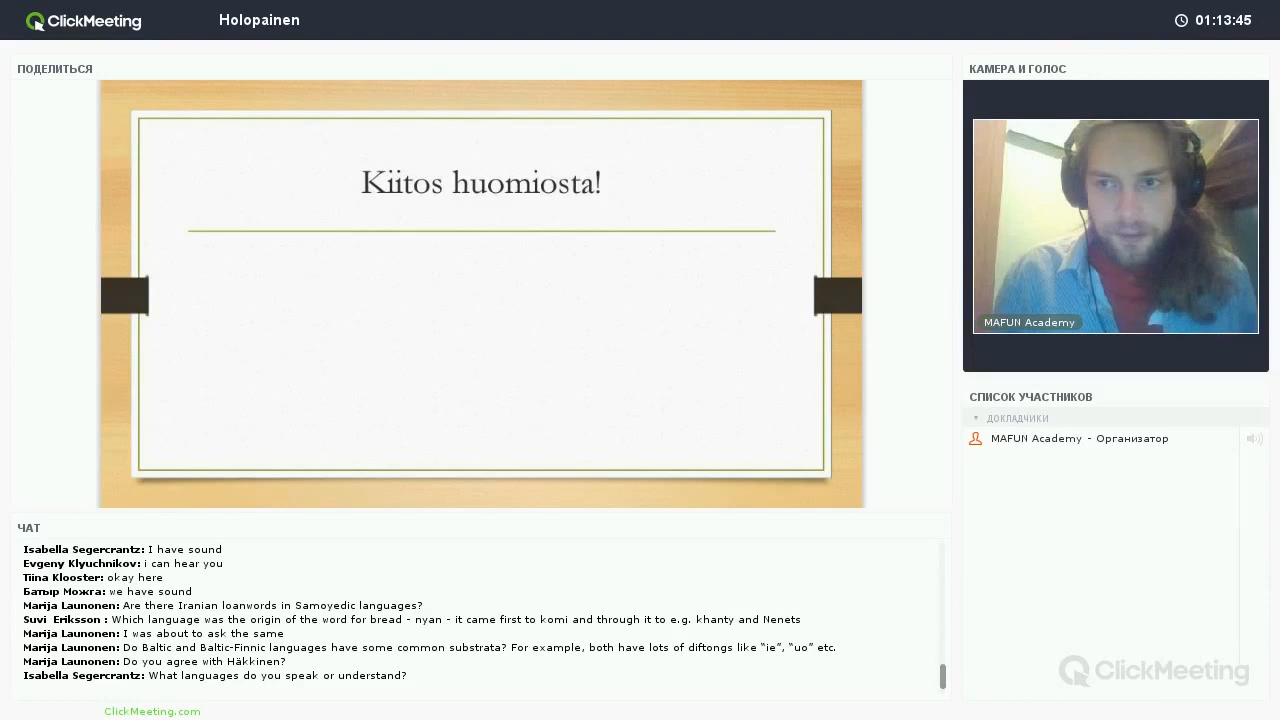 ClickMeeting
Holopainen
01:13:45
ПОДЕЛИТЬСЯ
Kiitos huomiosta!
КАМЕРА И ГОЛОС
MAFUN Academy
СПИСОК УЧАСТНИКОВ
ДОКЛАДЧИКИ
MAFUN Academy - Организатор
ЧАТ
Isabella Segercrantz: I have sound
Evgeny Klyuchnikov: i can hear you
Tiina Klooster: okay here
Батыр Можга: we have sound
Marija Launonen: Are there Iranian loanwords in Samoyedic languages?
Suvi Eriksson : Which language was the origin of the word for bread - nyan - it came first to komi and through it to e.g. khanty and Nenets
Marija Launonen: I was about to ask the same
Marija Launonen: Do Baltic and Baltic-Finnic languages have some common substrata? For example, both have lots of diftongs like “ie”, “uo” etc.
Marija Launonen: Do you agree with Häkkinen?
Isabella Segercrantz: What languages do you speak or understand?
ClickMeeting
ClickMeeting.com